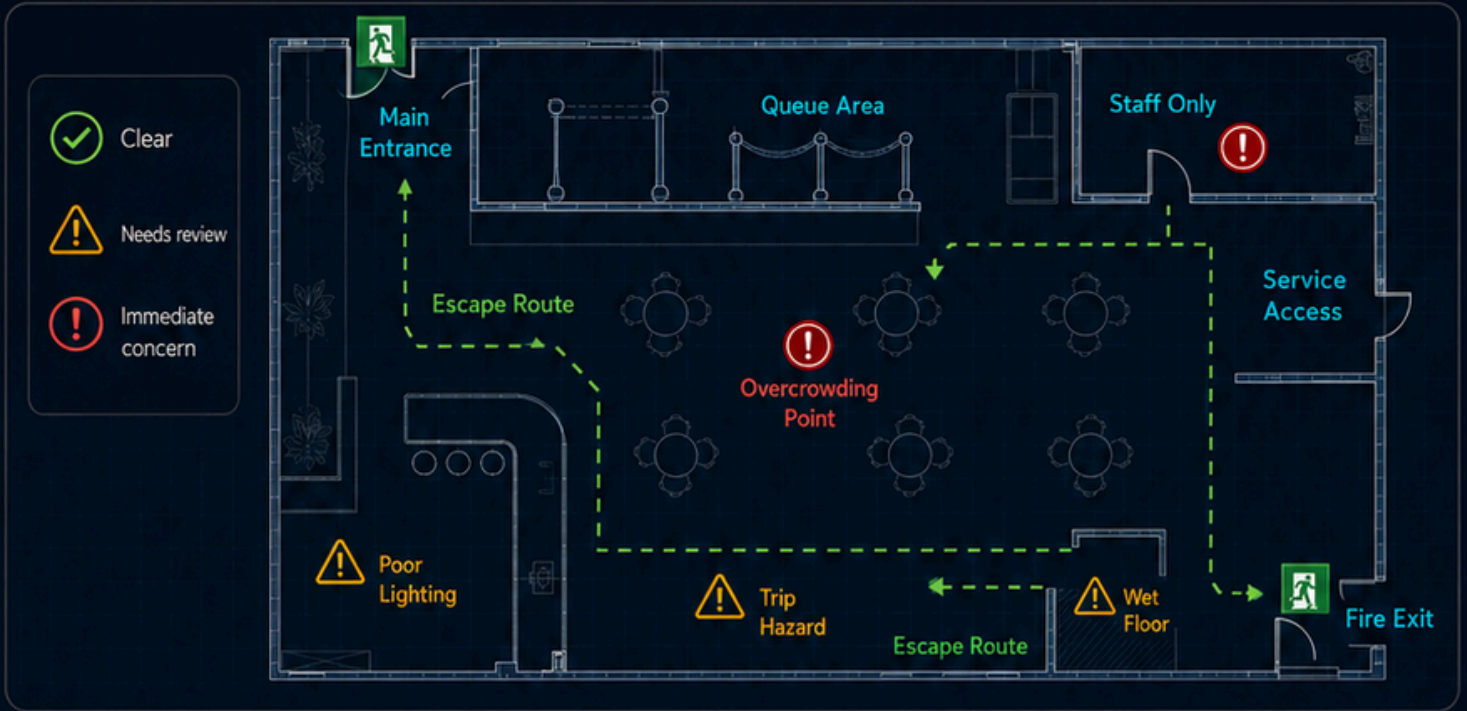 Clear
Needs review
Immediate
concern
Main
Entrance
Queue Area
Staff Only
Service
Access
Escape Route
Overcrowding
Point
Poor
Lighting
Trip
Hazard
Wet
Floor
Escape Route
Fire Exit